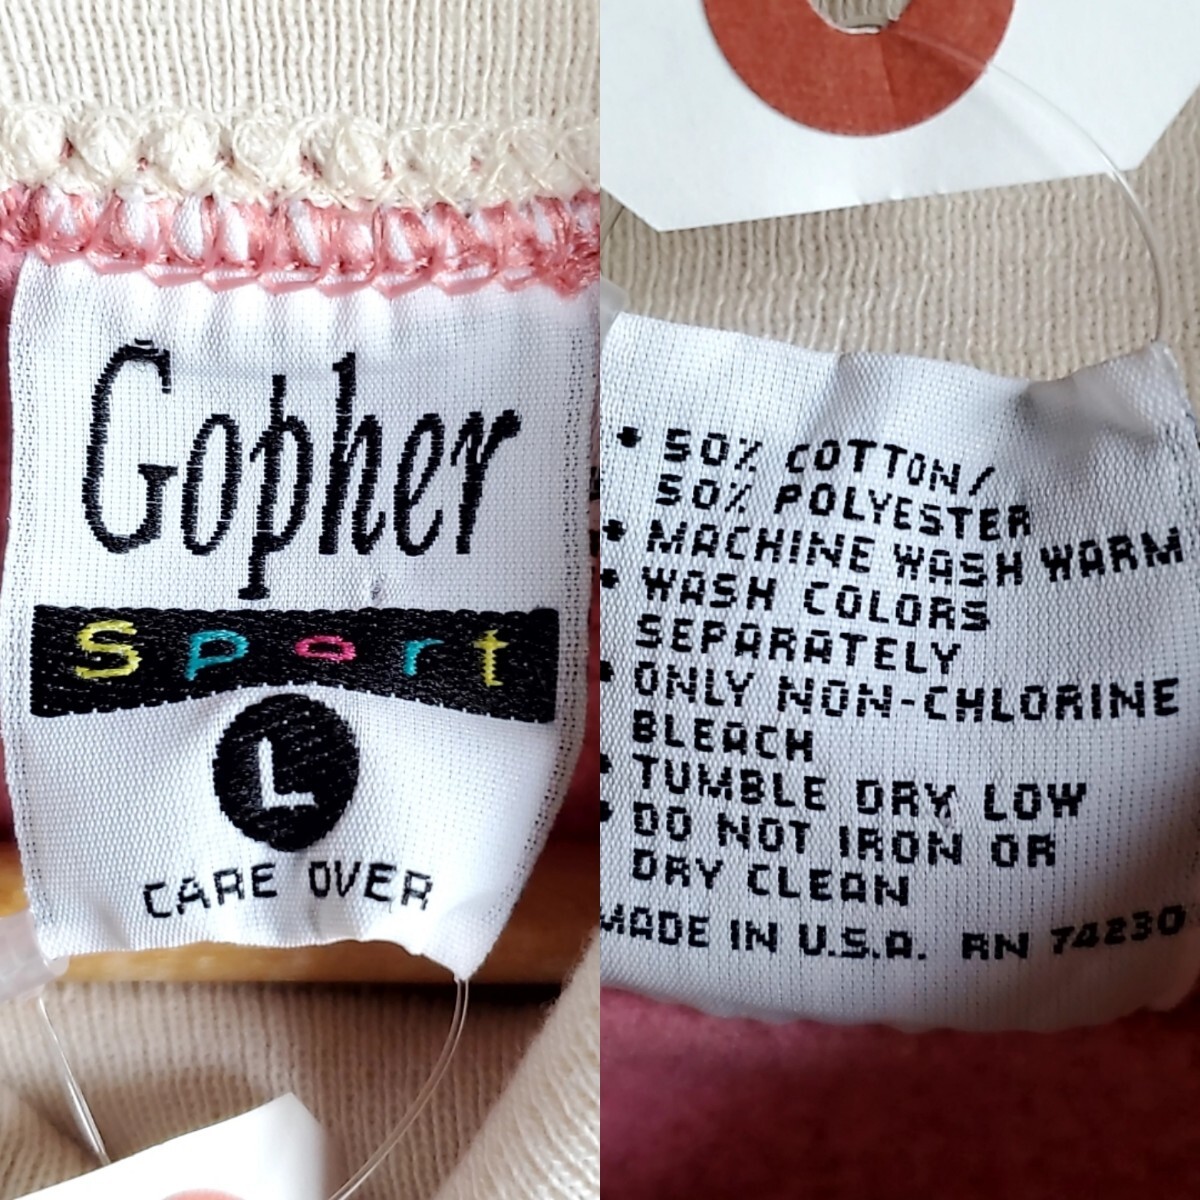 Gopher
Sport
L
CARE OVER
• 50% COTTON/
50% POLYESTER
• MACHINE WASH WARM
• WASH COLORS
SEPARATELY
• ONLY NON-CHLORINE
BLEACH
• TUMBLE DRY LOW
• DO NOT IRON OR
DRY CLEAN
MADE IN U.S.A. RN 74230